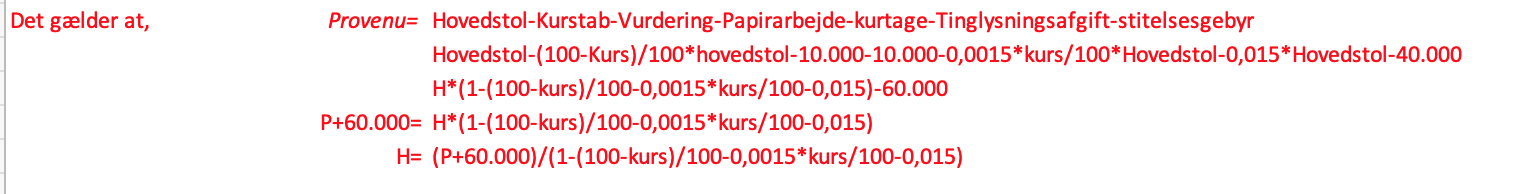 Det gælder at, Provenu= Hovedstol-Kurstab-Vurdering-Papirarbejde-kurtage-Tinglysningsafgift-stitelsesgebyr
Hovedstol-(100-Kurs)/100*hovedstol-10.000-10.000-0,0015*kurs/100*Hovedstol-0,015*Hovedstol-40.000
H*(1-(100-kurs)/100-0,0015*kurs/100-0,015)-60.000
P+60.000= H*(1-(100-kurs)/100-0,0015*kurs/100-0,015)
H= (P+60.000)/(1-(100-kurs)/100-0,0015*kurs/100-0,015)